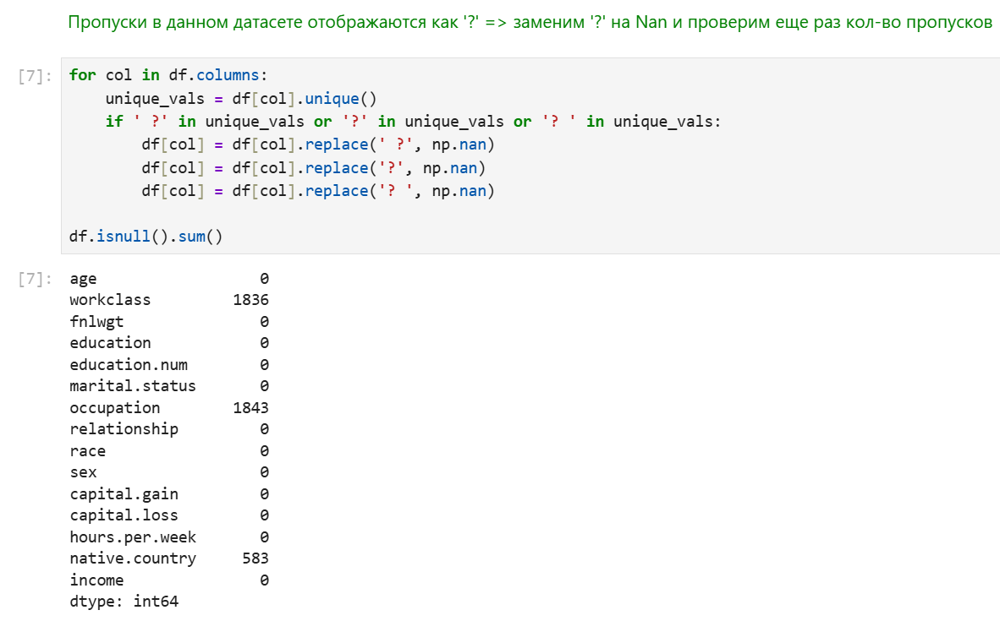 Пропуски в данном датасете отображаются как '?' => заменим '?' на Nan и проверим еще раз кол-во пропусков
[7]: for col in df.columns:
    unique_vals = df[col].unique()
    if ' ?' in unique_vals or '?' in unique_vals or '? ' in unique_vals:
        df[col] = df[col].replace(' ?', np.nan)
        df[col] = df[col].replace('?', np.nan)
        df[col] = df[col].replace('? ', np.nan)
df.isnull().sum()
[7]: age 0
workclass 1836
fnlwgt 0
education 0
education.num 0
marital.status 0
occupation 1843
relationship 0
race 0
sex 0
capital.gain 0
capital.loss 0
hours.per.week 0
native.country 583
income 0
dtype: int64